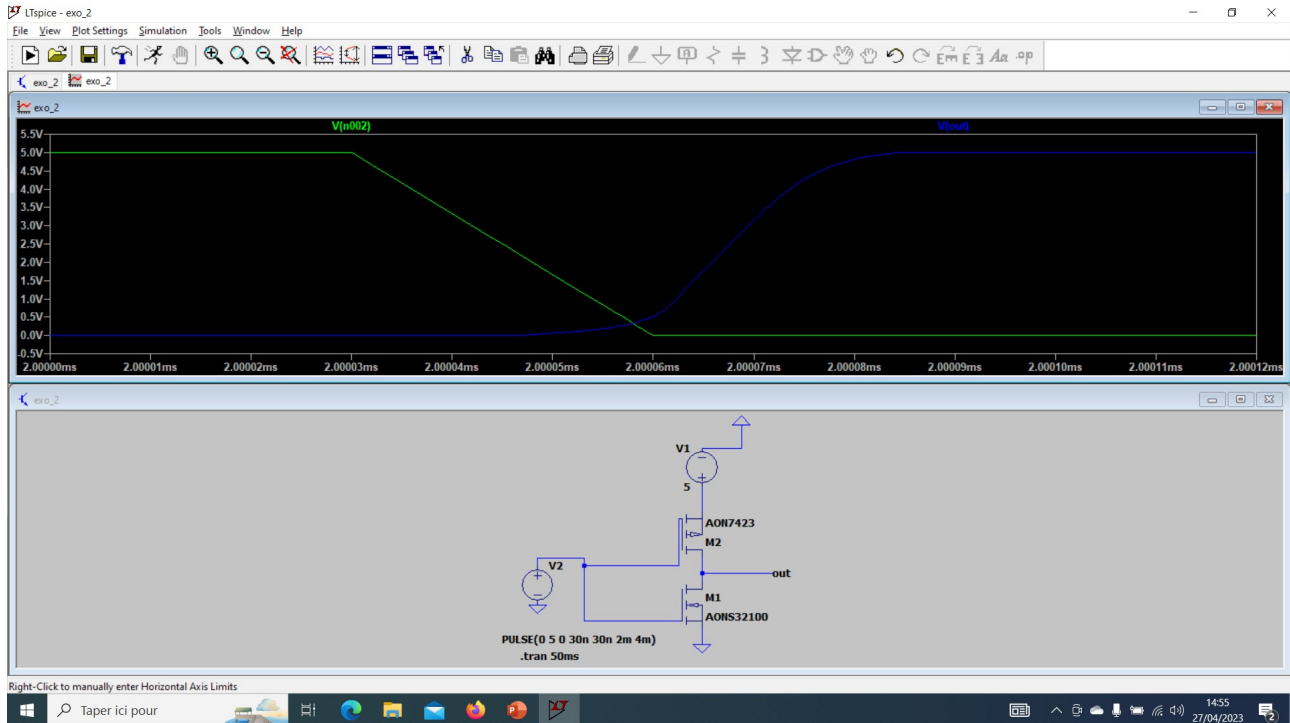 LTspice - exo_2
File View Plot Settings Simulation Tools Window Help
exo_2 exo_2
exo_2
V(n002) V(out)
5.5V
5.0V
4.5V
4.0V
3.5V
3.0V
2.5V
2.0V
1.5V
1.0V
0.5V
0.0V
-0.5V
2.00000ms 2.00001ms 2.00002ms 2.00003ms 2.00004ms 2.00005ms 2.00006ms 2.00007ms 2.00008ms 2.00009ms 2.00010ms 2.00011ms 2.00012ms
exo_2
V1
5
AON7423
M2
V2
out
M1
AONS32100
PULSE(0 5 0 30n 30n 2m 4m)
.tran 50ms
Right-Click to manually enter Horizontal Axis Limits
Taper ici pour
14:55
27/04/2023
2